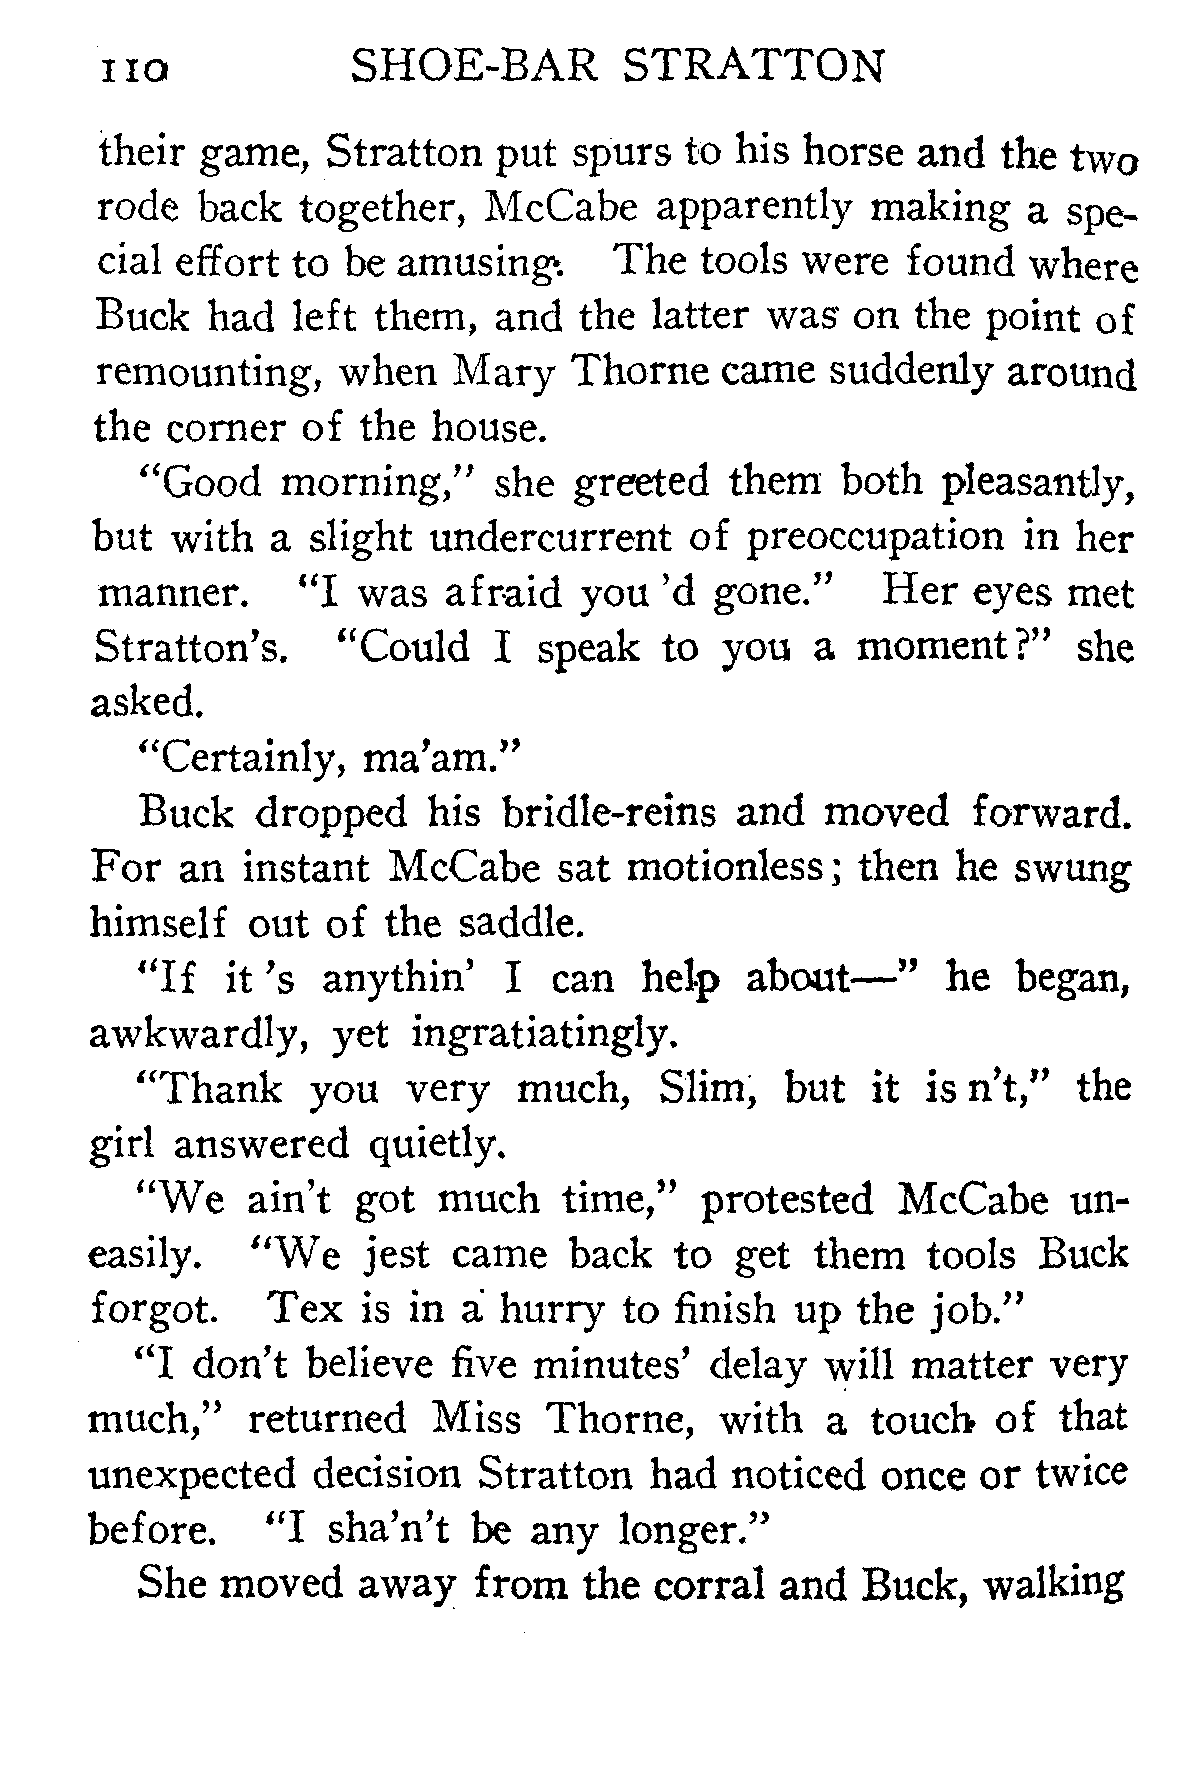 110 SHOE-BAR STRATTON
their game, Stratton put spurs to his horse and the two
rode back together, McCabe apparently making a spe-
cial effort to be amusing. The tools were found where
Buck had left them, and the latter was on the point of
remounting, when Mary Thorne came suddenly around
the corner of the house.
"Good morning," she greeted them both pleasantly,
but with a slight undercurrent of preoccupation in her
manner. "I was afraid you 'd gone." Her eyes met
Stratton's. "Could I speak to you a moment?" she
asked.
"Certainly, ma'am."
Buck dropped his bridle-reins and moved forward.
For an instant McCabe sat motionless; then he swung
himself out of the saddle.
"If it 's anythin' I can help about—" he began,
awkwardly, yet ingratiatingly.
"Thank you very much, Slim, but it is n't," the
girl answered quietly.
"We ain't got much time," protested McCabe un-
easily. "We jest came back to get them tools Buck
forgot. Tex is in a hurry to finish up the job."
"I don't believe five minutes' delay will matter very
much," returned Miss Thorne, with a touch of that
unexpected decision Stratton had noticed once or twice
before. "I sha'n't be any longer."
She moved away from the corral and Buck, walking